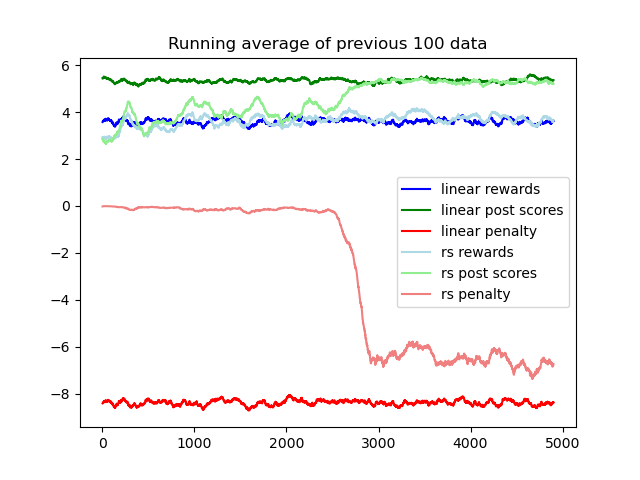 Running average of previous 100 data
6
4
2
0
−2
−4
−6
−8
linear rewards
linear post scores
linear penalty
rs rewards
rs post scores
rs penalty
0 1000 2000 3000 4000 5000